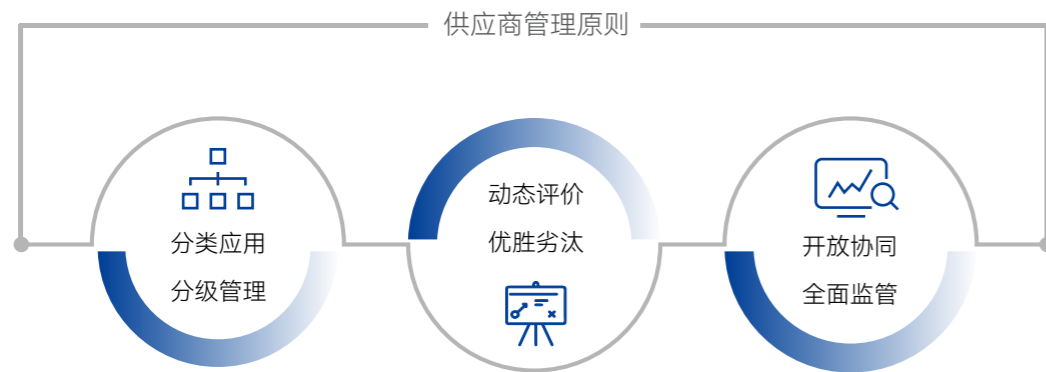 供应商管理原则
分类应用
分级管理
动态评价
优胜劣汰
开放协同
全面监管